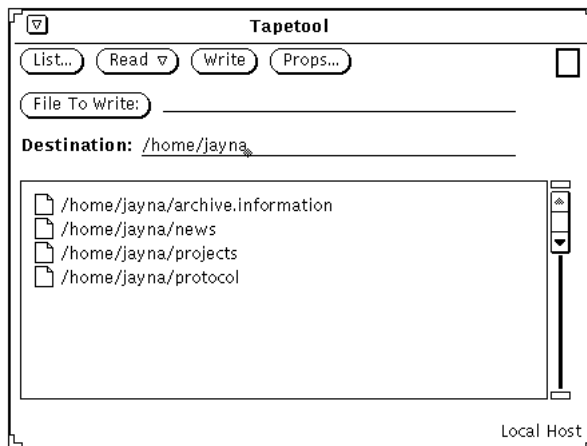 Tapetool
List... Read Write Props...
File To Write:
Destination: /home/jayna
/home/jayna/archive.information
/home/jayna/news
/home/jayna/projects
/home/jayna/protocol
Local Host